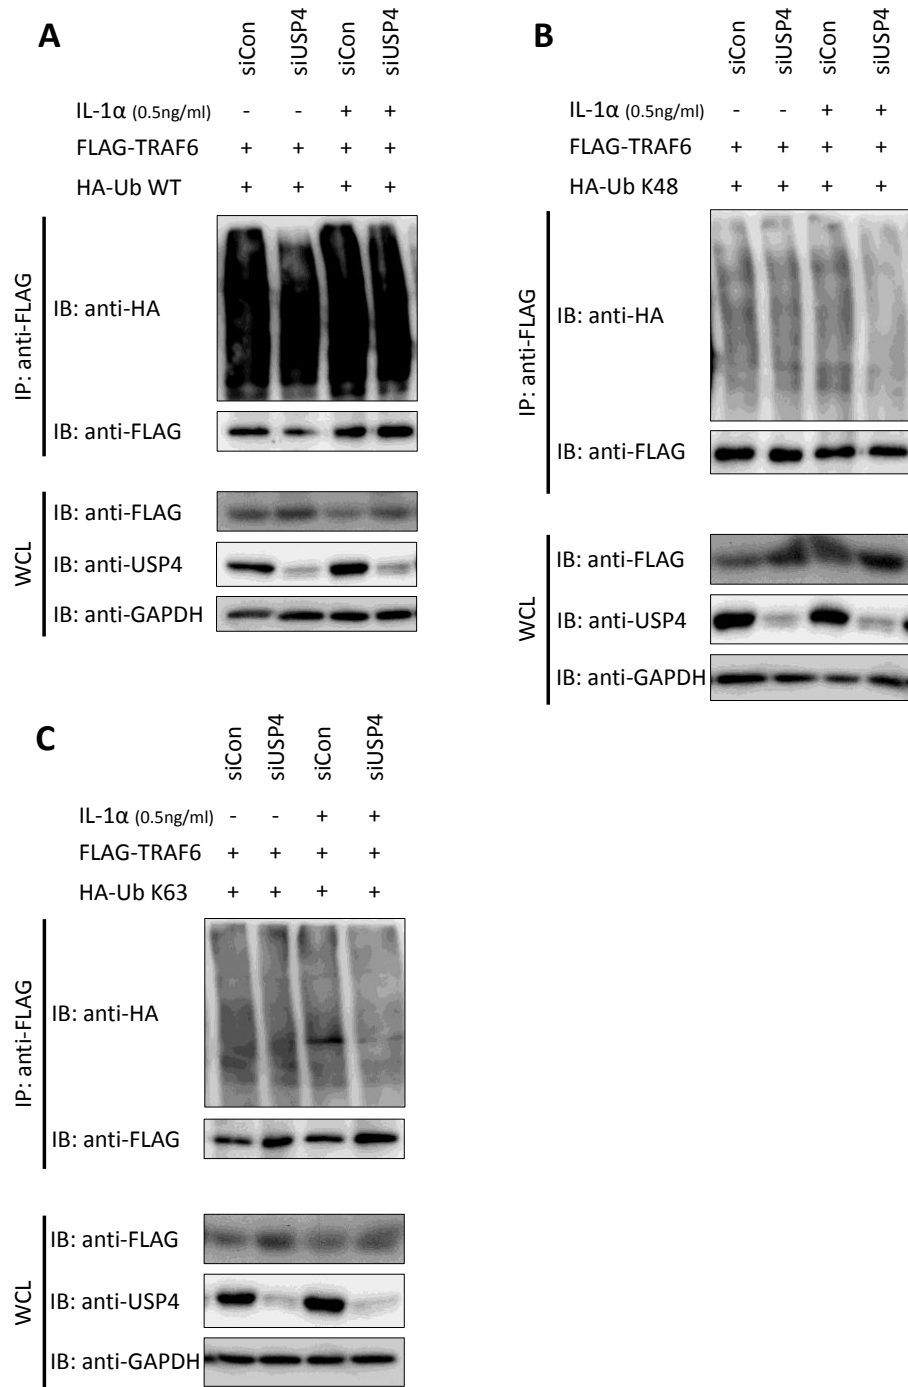 A
siCon siUSP4 siCon siUSP4
IL-1α (0.5ng/ml) - - + +
FLAG-TRAF6 + + + +
HA-Ub WT + + + +
IP: anti-FLAG
IB: anti-HA
IB: anti-FLAG
WCL
IB: anti-FLAG
IB: anti-USP4
IB: anti-GAPDH
B
siCon siUSP4 siCon siUSP4
IL-1α (0.5ng/ml) - - + +
FLAG-TRAF6 + + + +
HA-Ub K48 + + + +
IP: anti-FLAG
IB: anti-HA
IB: anti-FLAG
WCL
IB: anti-FLAG
IB: anti-USP4
IB: anti-GAPDH
C
siCon siUSP4 siCon siUSP4
IL-1α (0.5ng/ml) - - + +
FLAG-TRAF6 + + + +
HA-Ub K63 + + + +
IP: anti-FLAG
IB: anti-HA
IB: anti-FLAG
WCL
IB: anti-FLAG
IB: anti-USP4
IB: anti-GAPDH